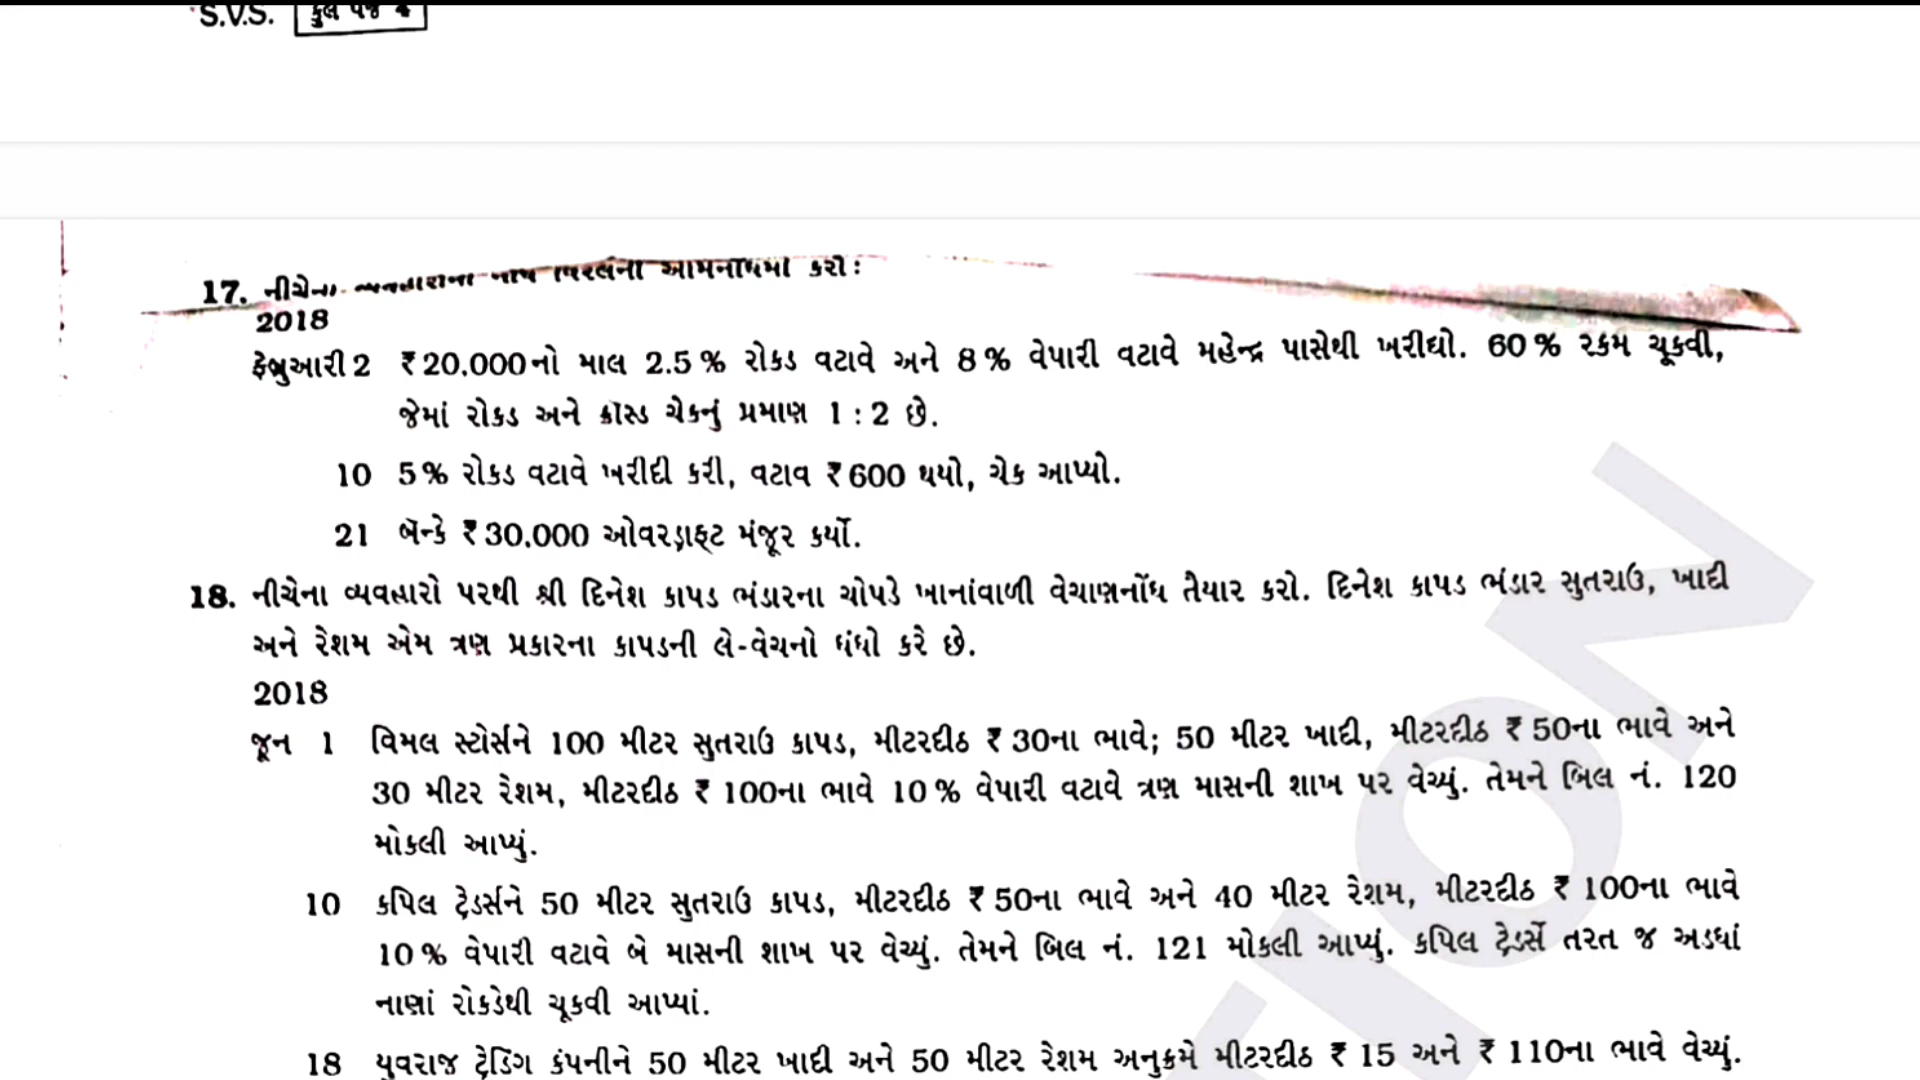 S.V.S. કુલ પેજ 4
17. નીચેના આમનોંધમાં કરો :
2018
ફેબ્રુઆરી 2 ₹ 20,000નો માલ 2.5 % રોકડ વટાવે અને 8 % વેપારી વટાવે મહેન્દ્ર પાસેથી ખરીદ્યો. 60 % રકમ ચૂકવી,
જેમાં રોકડ અને ક્રૉસ્ડ ચેકનું પ્રમાણ 1 : 2 છે.
10 5 % રોકડ વટાવે ખરીદી કરી, વટાવ ₹ 600 થયો, ચેક આપ્યો.
21 બૅન્કે ₹ 30,000 ઓવરડ્રાફ્ટ મંજૂર કર્યો.
18. નીચેના વ્યવહારો પરથી શ્રી દિનેશ કાપડ ભંડારના ચોપડે ખાનાંવાળી વેચાણનોંધ તૈયાર કરો. દિનેશ કાપડ ભંડાર સુતરાઉ, ખાદી
અને રેશમ એમ ત્રણ પ્રકારના કાપડની લે-વેચનો ધંધો કરે છે.
2018
જૂન 1 વિમલ સ્ટોર્સને 100 મીટર સુતરાઉ કાપડ, મીટરદીઠ ₹ 30ના ભાવે; 50 મીટર ખાદી, મીટરદીઠ ₹ 50ના ભાવે અને
30 મીટર રેશમ, મીટરદીઠ ₹ 100ના ભાવે 10 % વેપારી વટાવે ત્રણ માસની શાખ પર વેચ્યું. તેમને બિલ નં. 120
મોકલી આપ્યું.
10 કપિલ ટ્રેડર્સને 50 મીટર સુતરાઉ કાપડ, મીટરદીઠ ₹ 50ના ભાવે અને 40 મીટર રેશમ, મીટરદીઠ ₹ 100ના ભાવે
10 % વેપારી વટાવે બે માસની શાખ પર વેચ્યું. તેમને બિલ નં. 121 મોકલી આપ્યું. કપિલ ટ્રેડર્સે તરત જ અડધાં
નાણાં રોકડેથી ચૂકવી આપ્યાં.
18 યુવરાજ ટ્રેડિંગ કંપનીને 50 મીટર ખાદી અને 50 મીટર રેશમ અનુક્રમે મીટરદીઠ ₹ 15 અને ₹ 110ના ભાવે વેચ્યું.